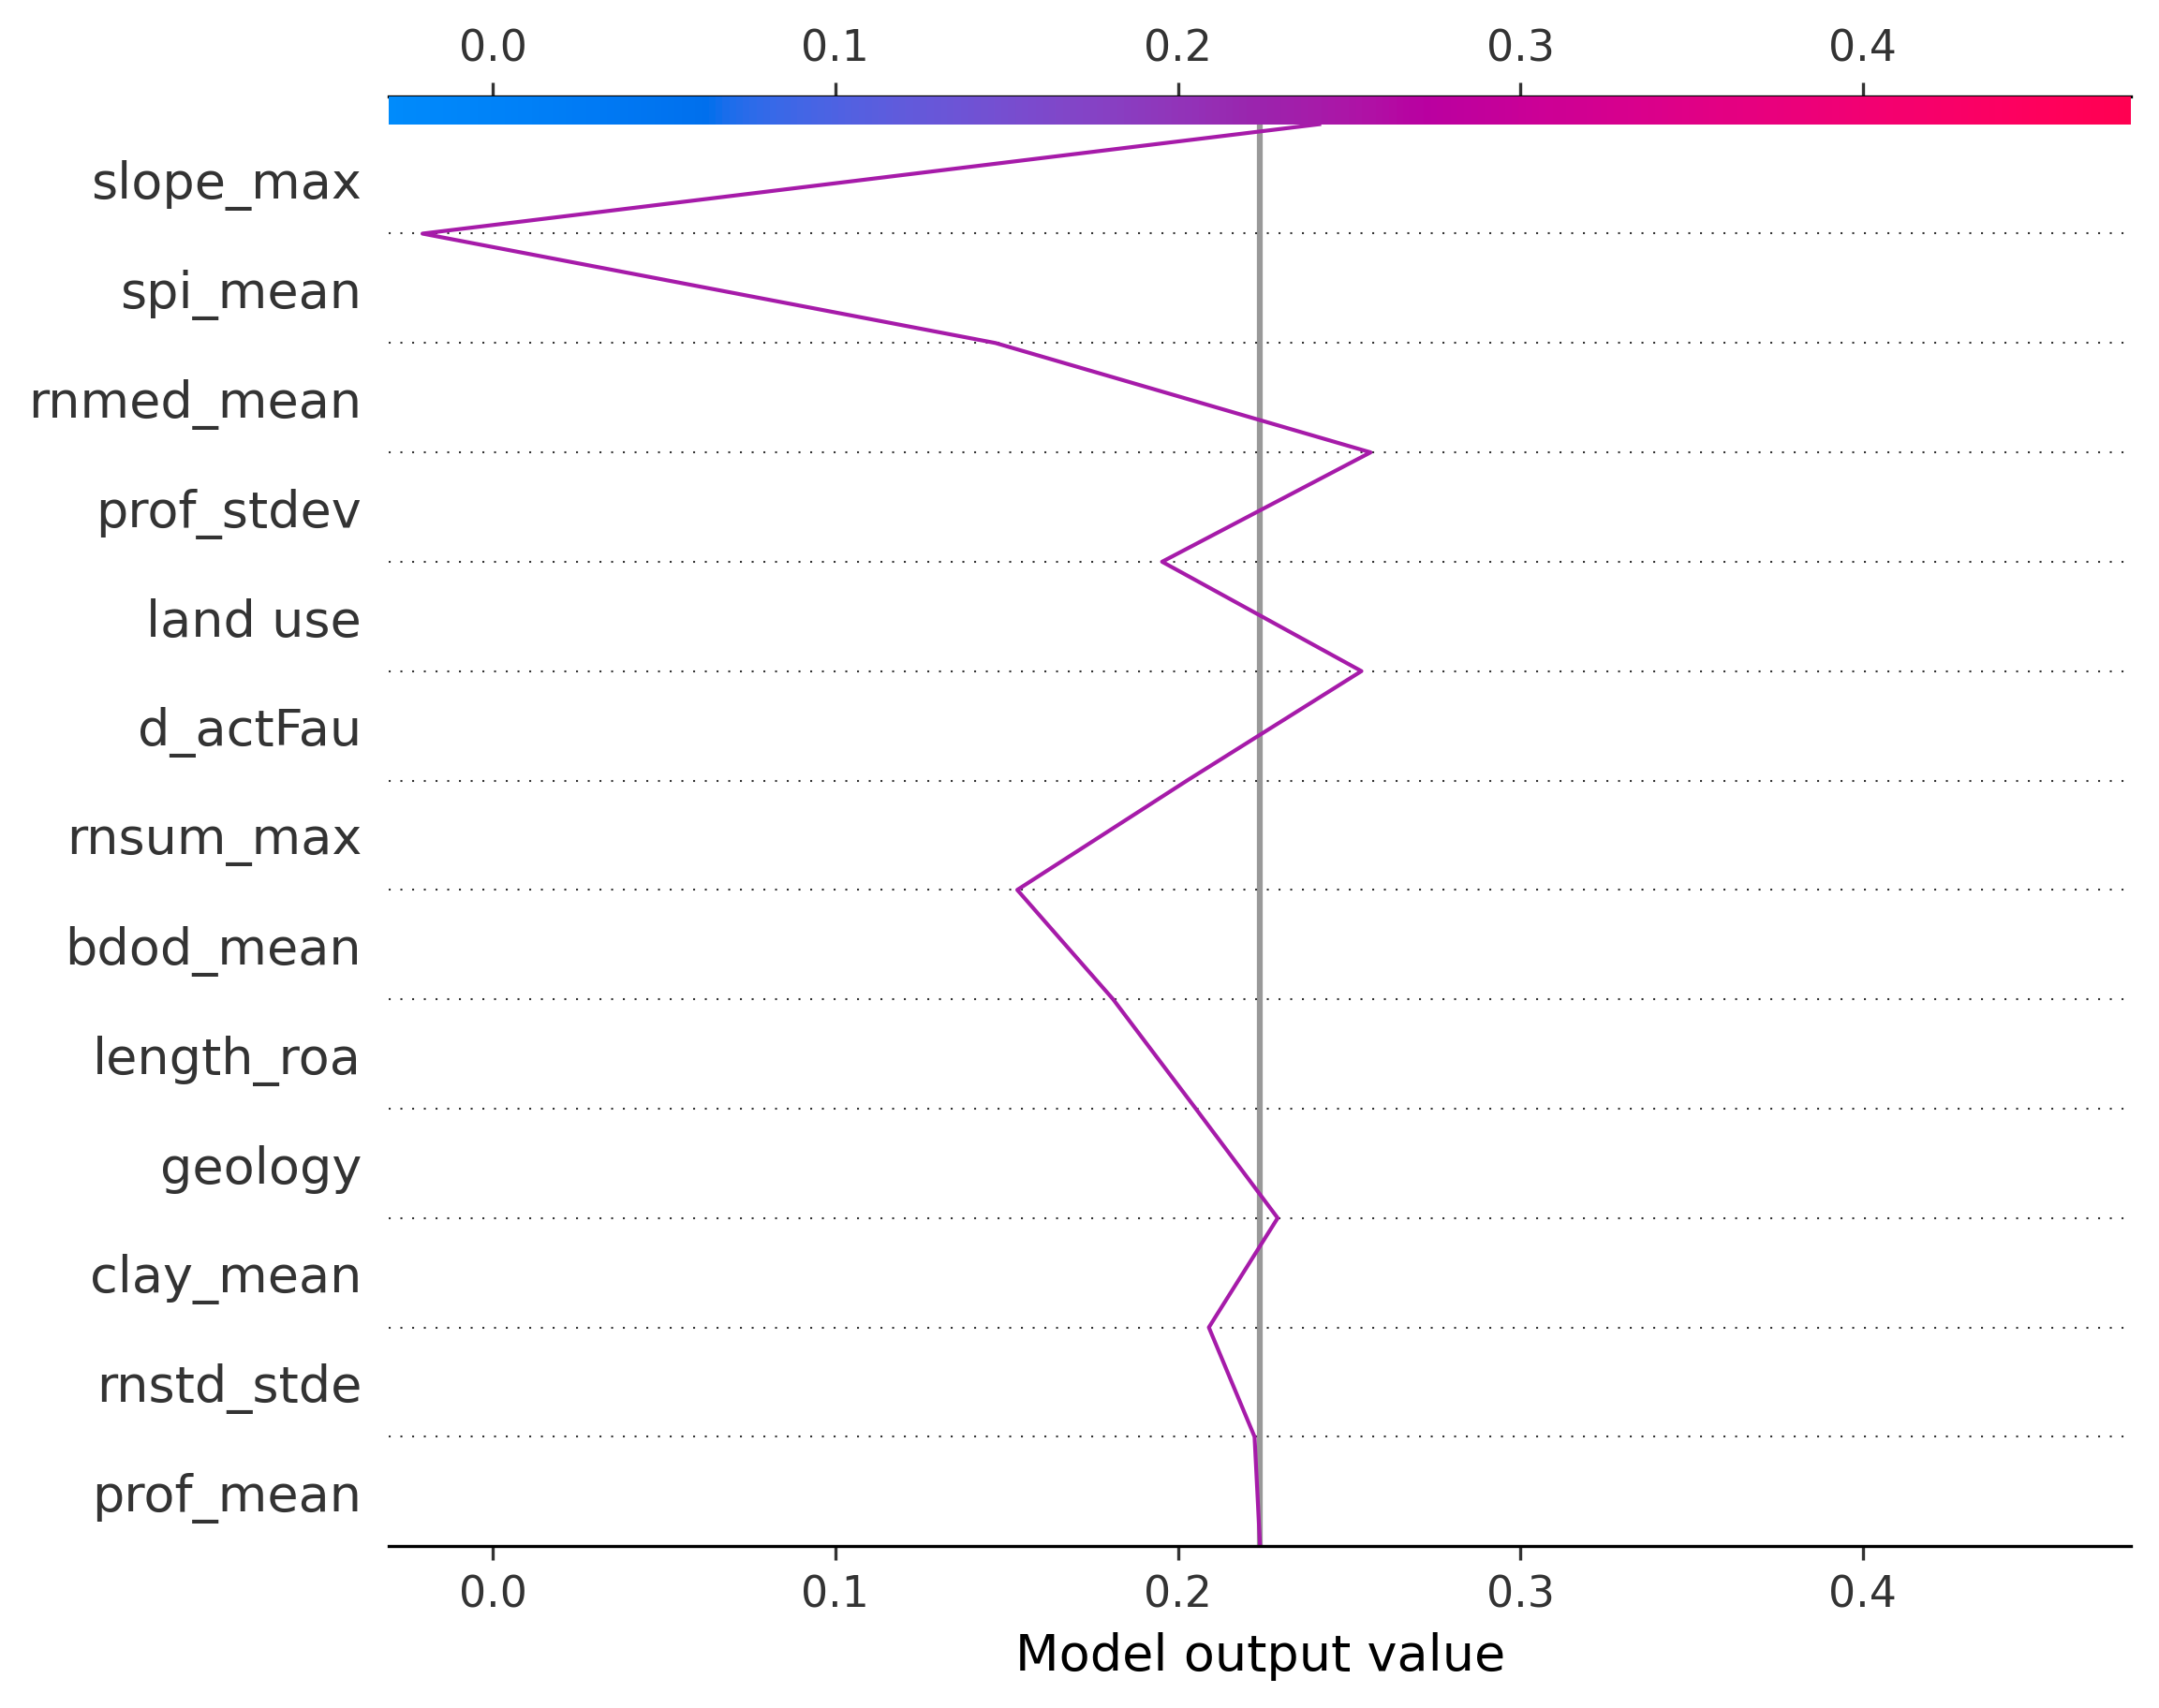 0.0 0.1 0.2 0.3 0.4
slope_max
spi_mean
rnmed_mean
prof_stdev
land use
d_actFau
rnsum_max
bdod_mean
length_roa
geology
clay_mean
rnstd_stde
prof_mean
0.0 0.1 0.2 0.3 0.4
Model output value